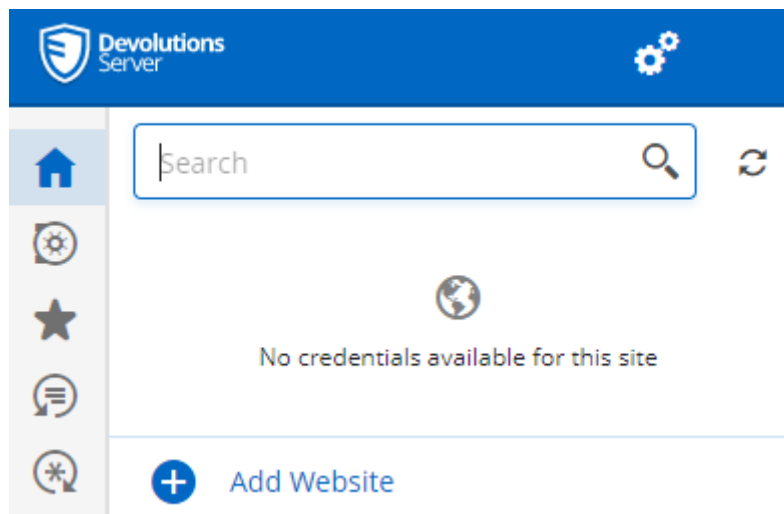 Devolutions
Server
Search
No credentials available for this site
Add Website